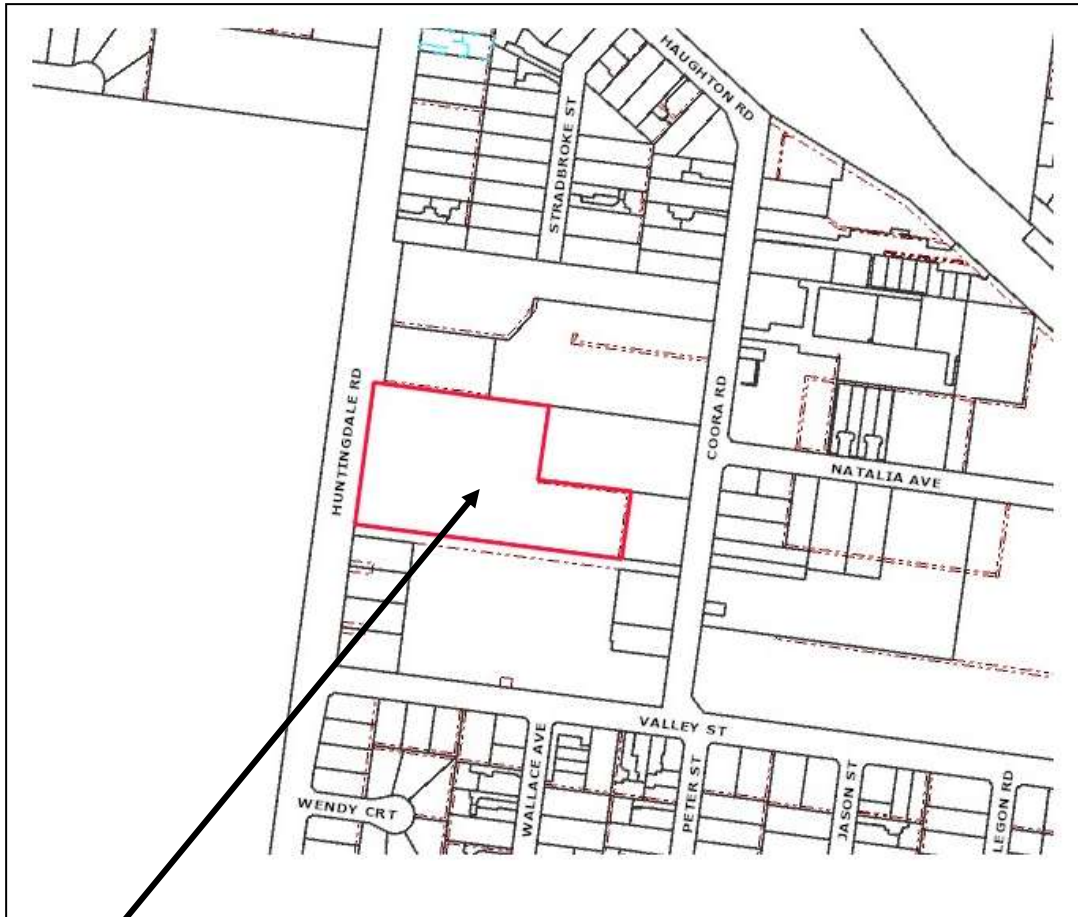 HAUGHTON RD
STRADBROKE ST
HUNTINGDALE RD
COORA RD
NATALIA AVE
VALLEY ST
WALLACE AVE
PETER ST
WENDY CRT
JASON ST
LEGON RD